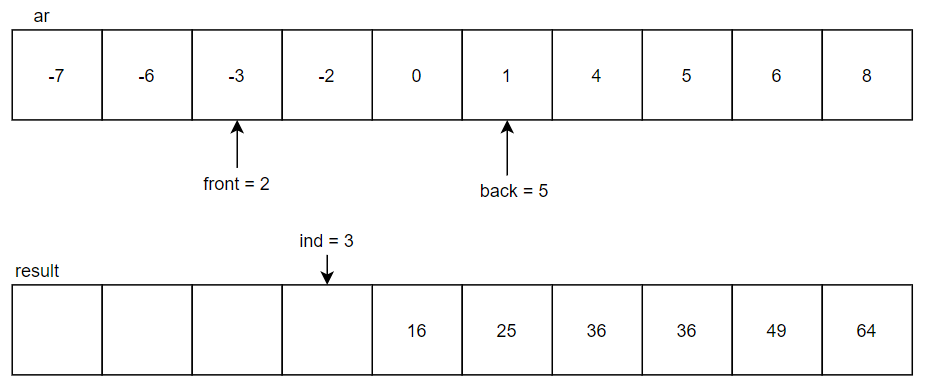 ar
-7 -6 -3 -2 0 1 4 5 6 8
front = 2
back = 5
ind = 3
result
16 25 36 36 49 64